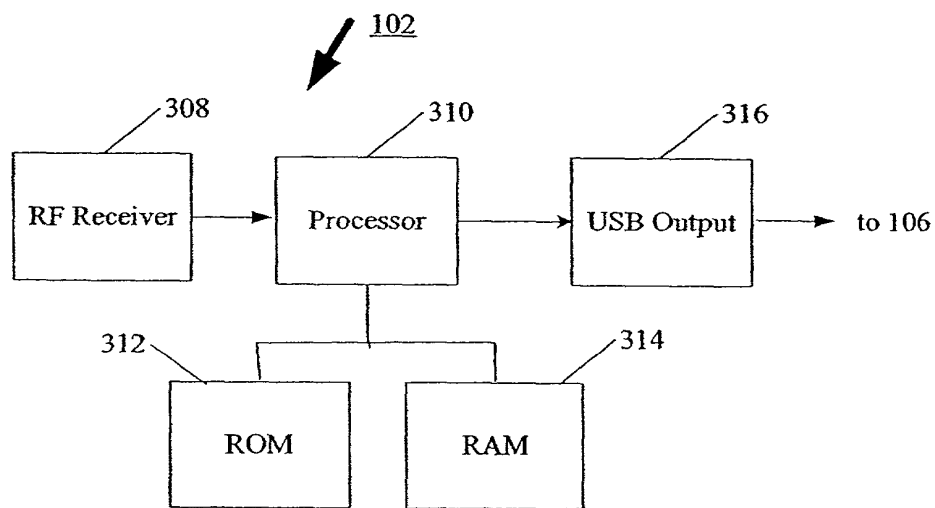 102
308
310
316
RF Receiver
Processor
USB Output
to 106
312
314
ROM
RAM